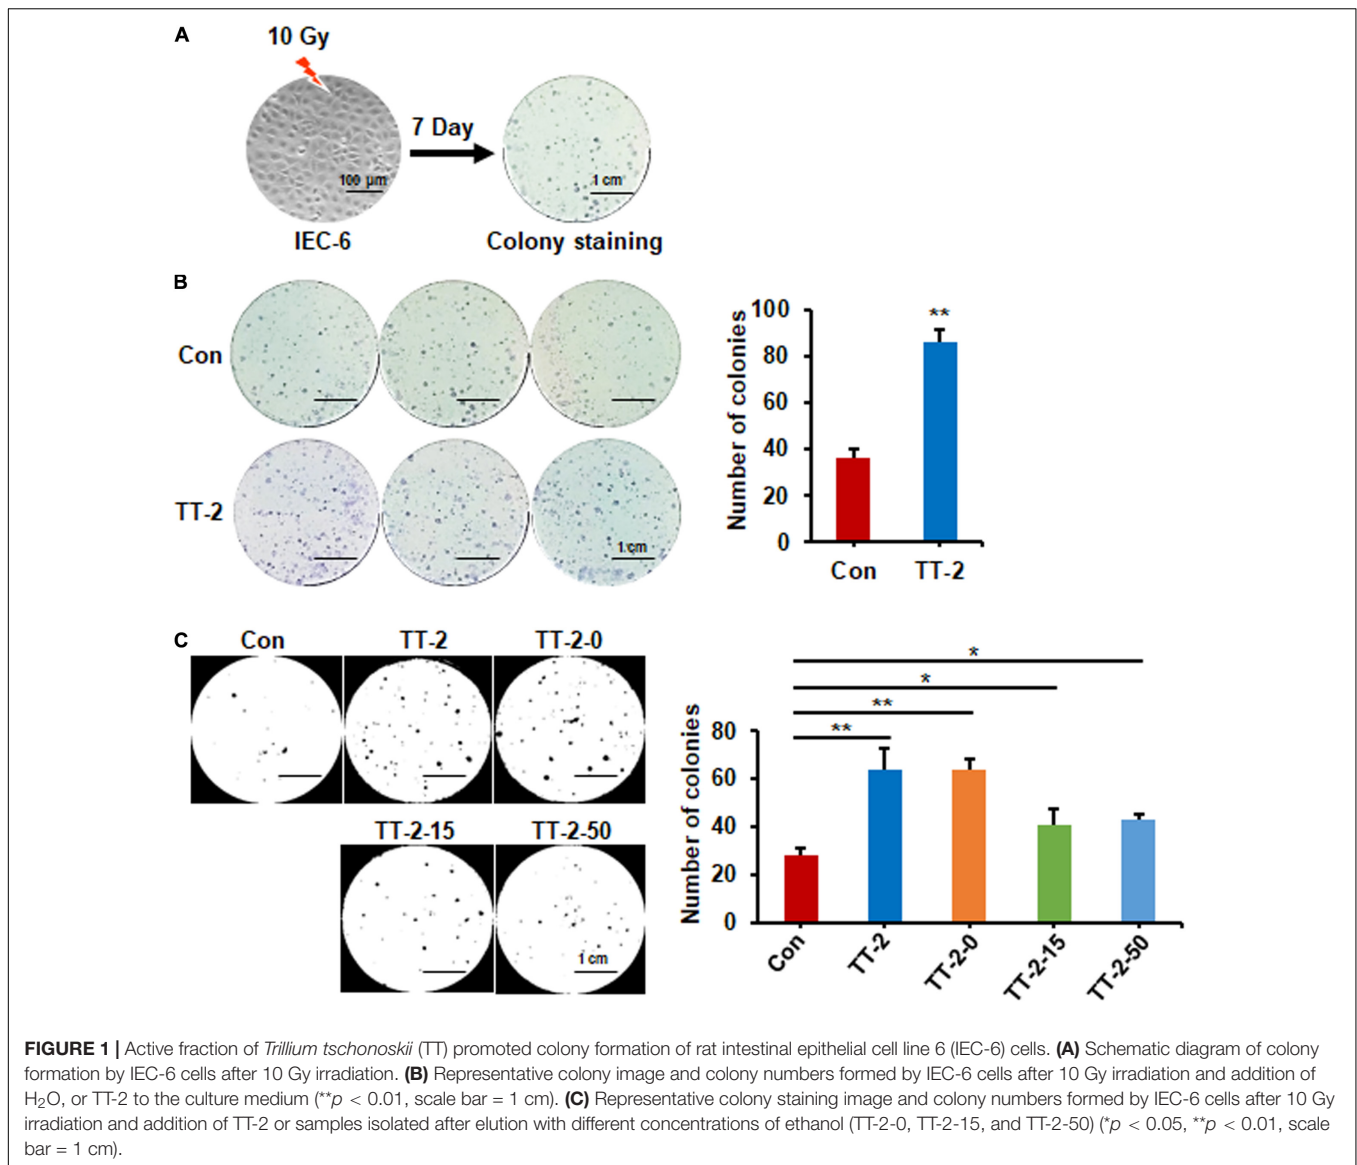 A
10 Gy
7 Day
100 μm
1 cm
IEC-6
Colony staining
B
Con
TT-2
1 cm
Number of colonies
100
80
60
40
20
0
**
Con
TT-2
C
Con
TT-2
TT-2-0
TT-2-15
TT-2-50
1 cm
Number of colonies
80
60
40
20
0
*
*
**
**
Con
TT-2
TT-2-0
TT-2-15
TT-2-50
FIGURE 1 | Active fraction of Trillium tschonoskii (TT) promoted colony formation of rat intestinal epithelial cell line 6 (IEC-6) cells. (A) Schematic diagram of colony
formation by IEC-6 cells after 10 Gy irradiation. (B) Representative colony image and colony numbers formed by IEC-6 cells after 10 Gy irradiation and addition of
H₂O, or TT-2 to the culture medium (**p < 0.01, scale bar = 1 cm). (C) Representative colony staining image and colony numbers formed by IEC-6 cells after 10 Gy
irradiation and addition of TT-2 or samples isolated after elution with different concentrations of ethanol (TT-2-0, TT-2-15, and TT-2-50) (*p < 0.05, **p < 0.01, scale
bar = 1 cm).